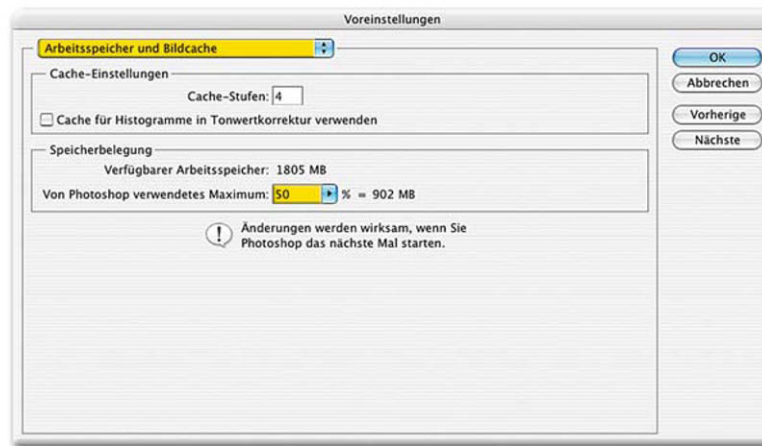 Voreinstellungen
Arbeitsspeicher und Bildcache
OK
Abbrechen
Vorherige
Nächste
Cache-Einstellungen
Cache-Stufen: 4
Cache für Histogramme in Tonwertkorrektur verwenden
Speicherbelegung
Verfügbarer Arbeitsspeicher: 1805 MB
Von Photoshop verwendetes Maximum: 50 % = 902 MB
Änderungen werden wirksam, wenn Sie
Photoshop das nächste Mal starten.